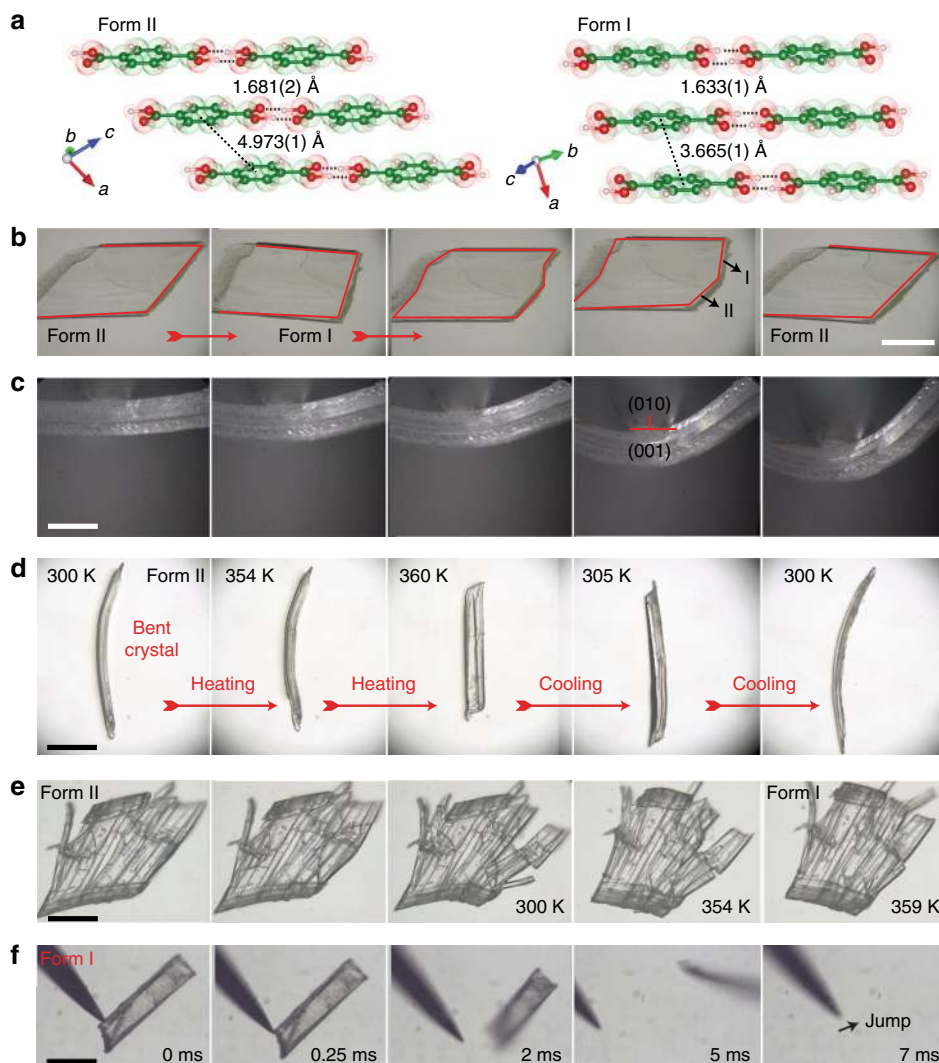 a
Form II
Form I
1.681(2) Å
1.633(1) Å
4.973(1) Å
3.665(1) Å
b
c
a
b
c
a
b
I
II
Form II
Form I
Form II
c
(010)
(001)
d
300 K
Form II
354 K
360 K
305 K
300 K
Bent
crystal
Heating
Heating
Cooling
Cooling
e
Form II
Form I
300 K
354 K
359 K
f
Form I
Jump
0 ms
0.25 ms
2 ms
5 ms
7 ms